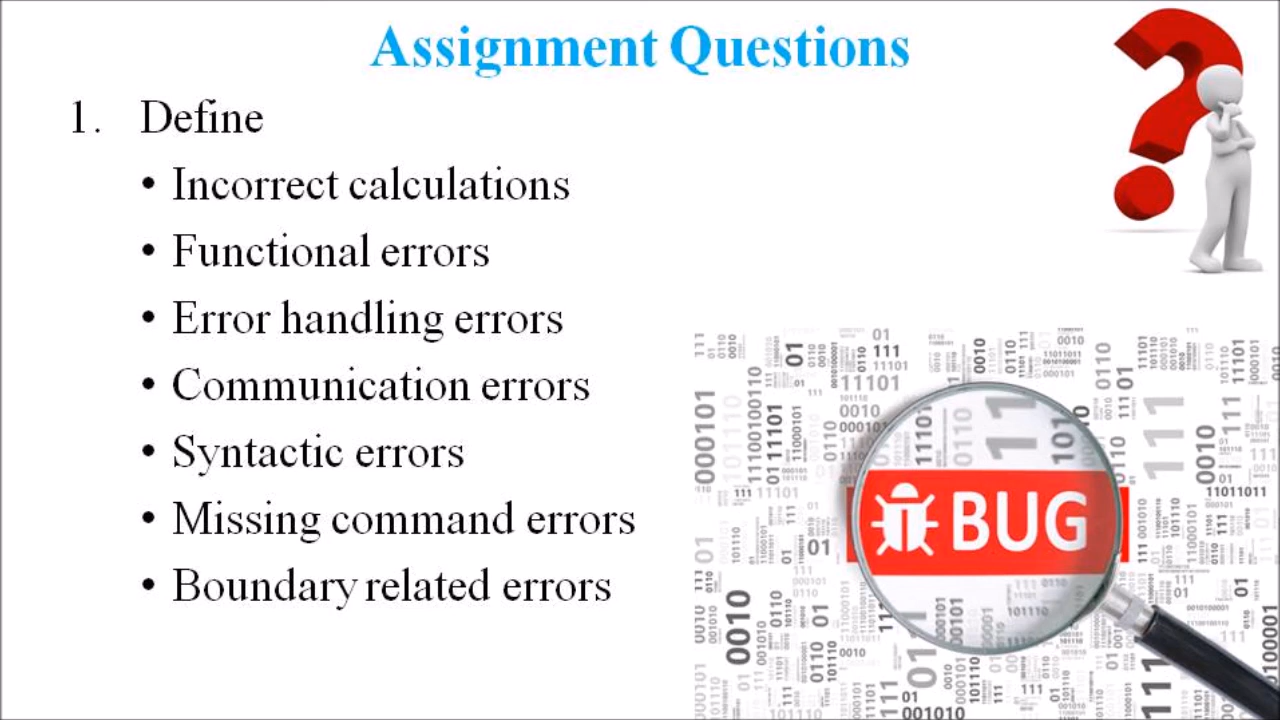 Assignment Questions
1. Define
• Incorrect calculations
• Functional errors
• Error handling errors
• Communication errors
• Syntactic errors
• Missing command errors
• Boundary related errors
BUG